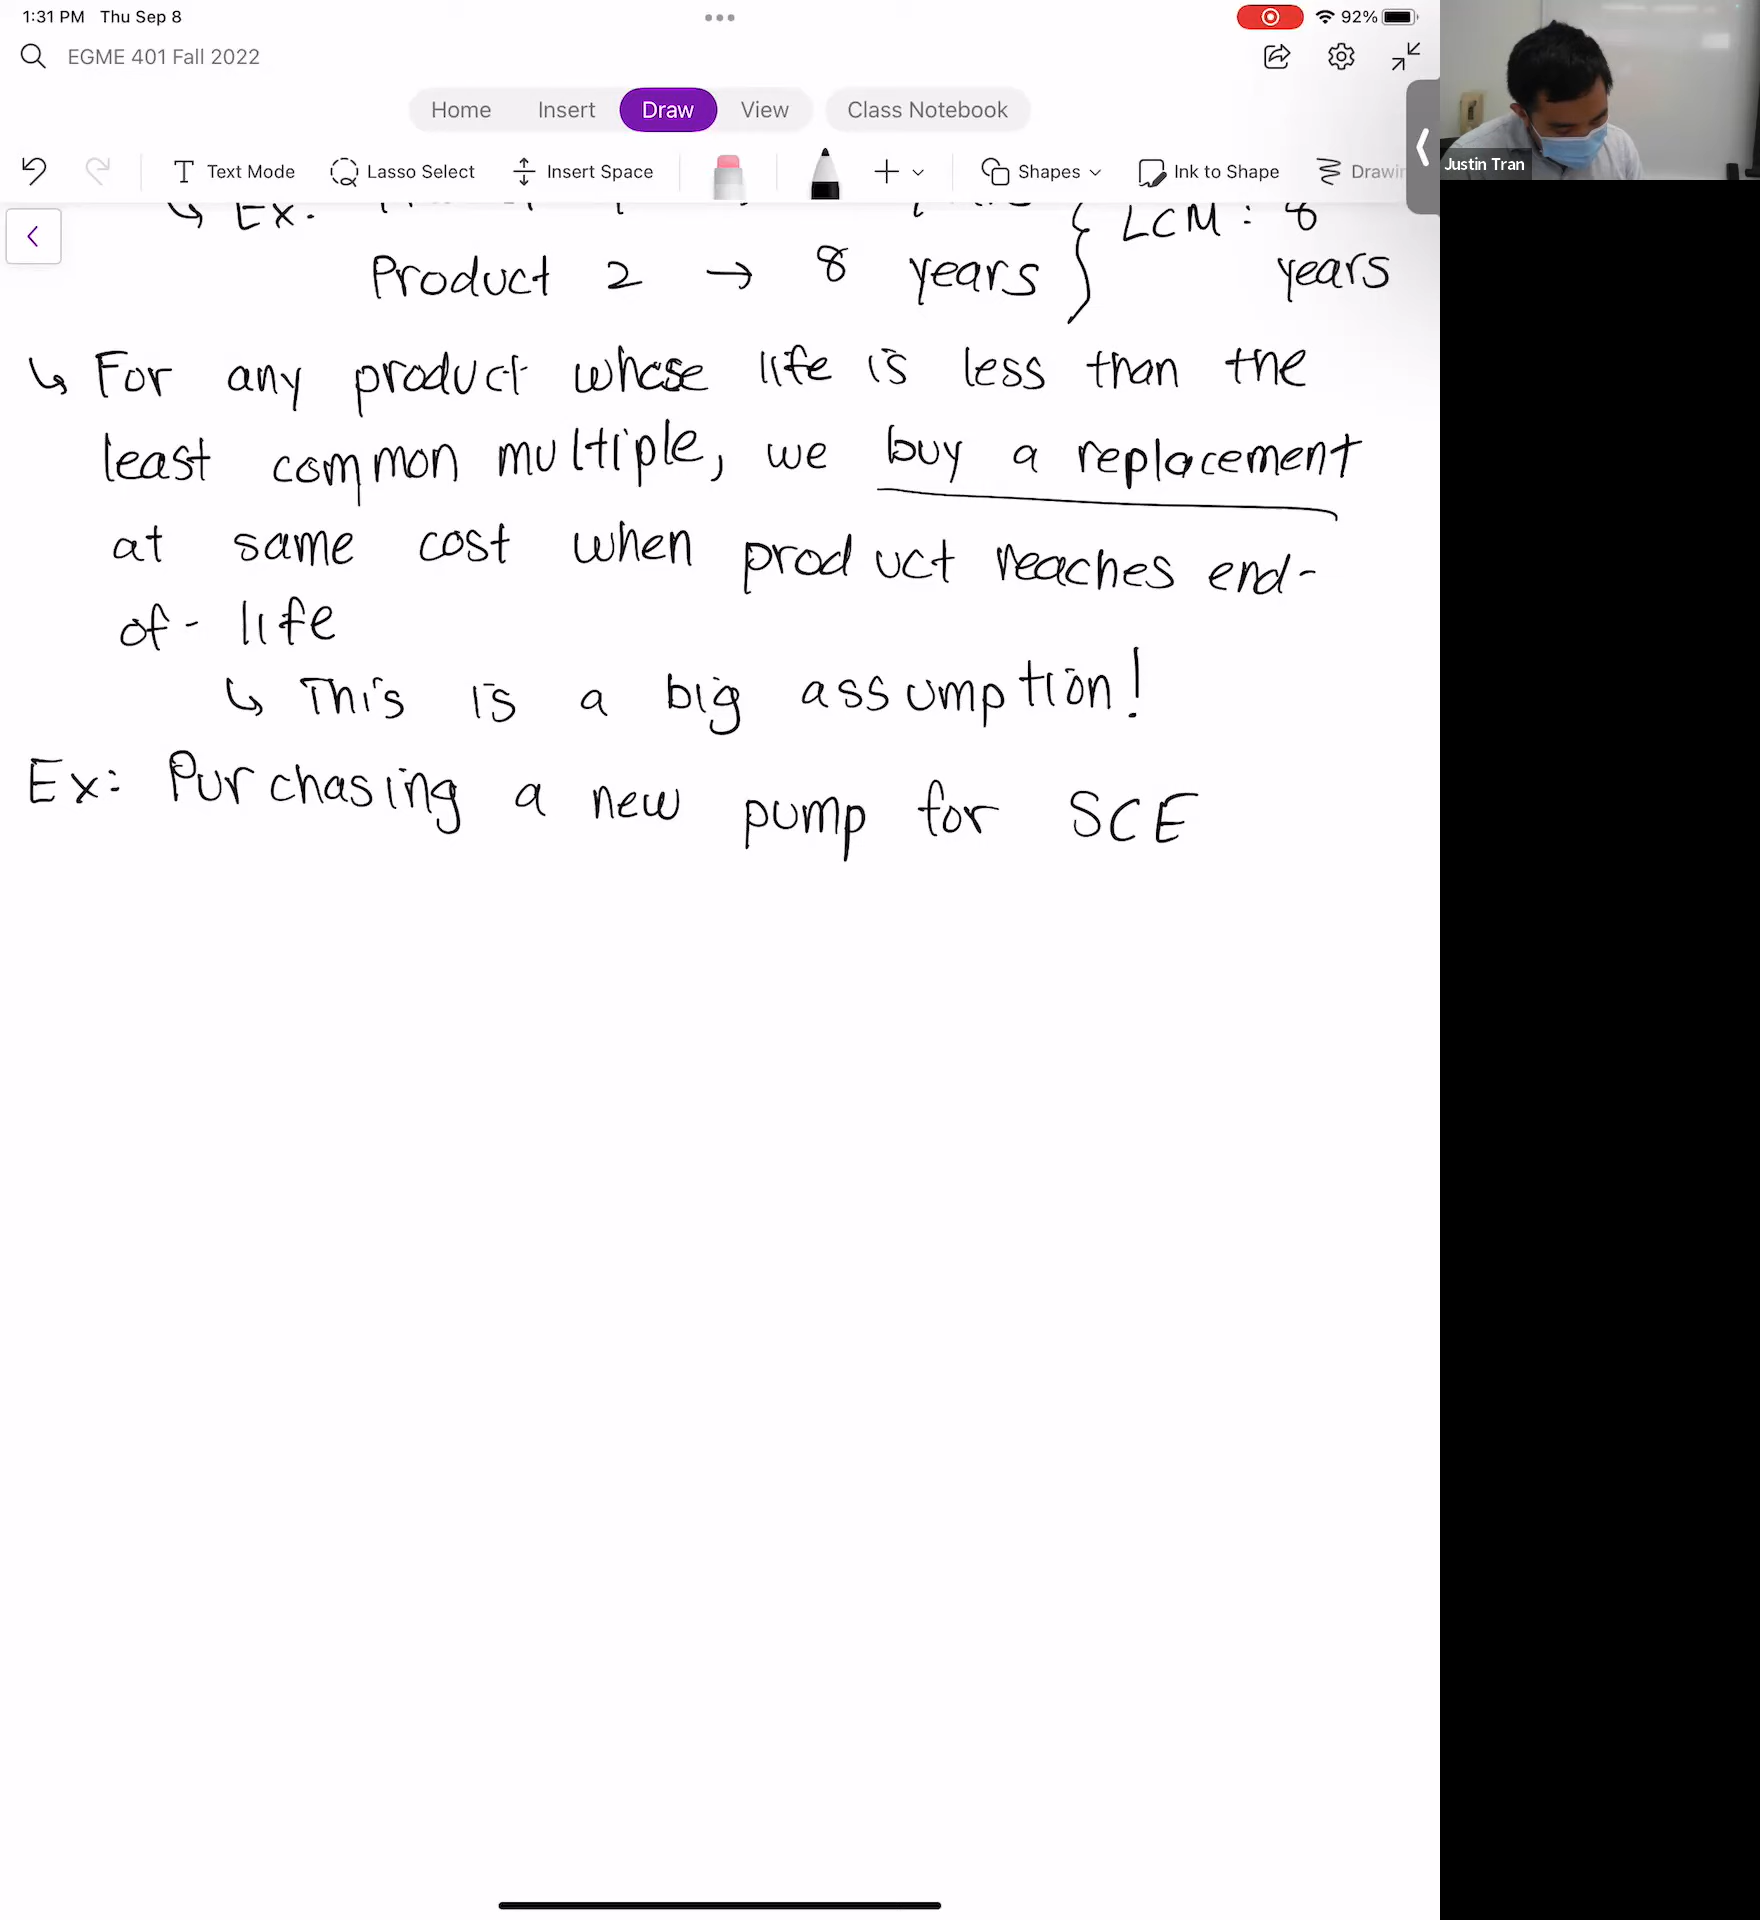 1:31 PM Thu Sep 8
92%
EGME 401 Fall 2022
Home Insert Draw View Class Notebook
Text Mode Lasso Select Insert Space Shapes Ink to Shape Drawi
Justin Tran
↳ Ex. LCM: 8
Product 2 → 8 years years
↳ For any product whose life is less than the
least common multiple, we buy a replacement
at same cost when product reaches end-
of-life
↳ This is a big assumption!
Ex: Purchasing a new pump for SCE